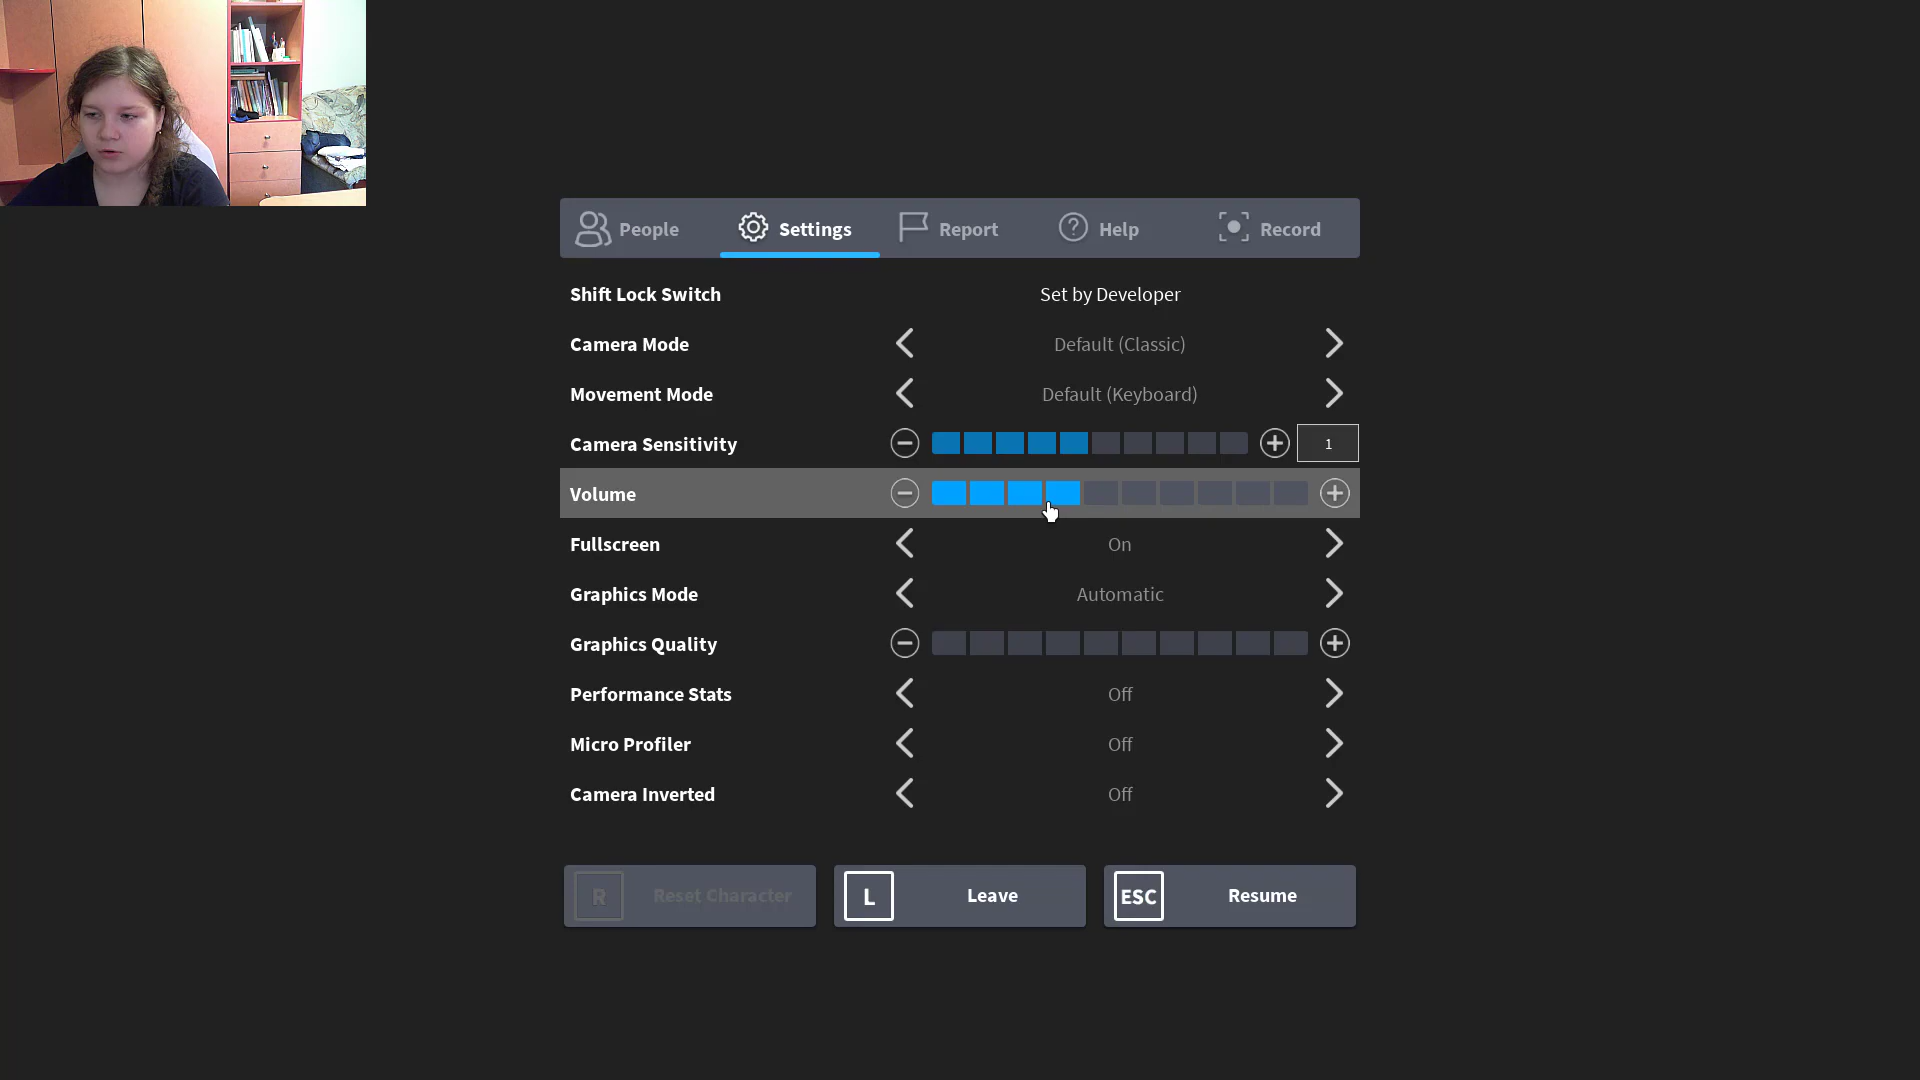 People Settings Report Help Record
Shift Lock Switch Set by Developer
Camera Mode Default (Classic)
Movement Mode Default (Keyboard)
Camera Sensitivity 1
Volume
Fullscreen On
Graphics Mode Automatic
Graphics Quality
Performance Stats Off
Micro Profiler Off
Camera Inverted Off
R Reset Character L Leave ESC Resume